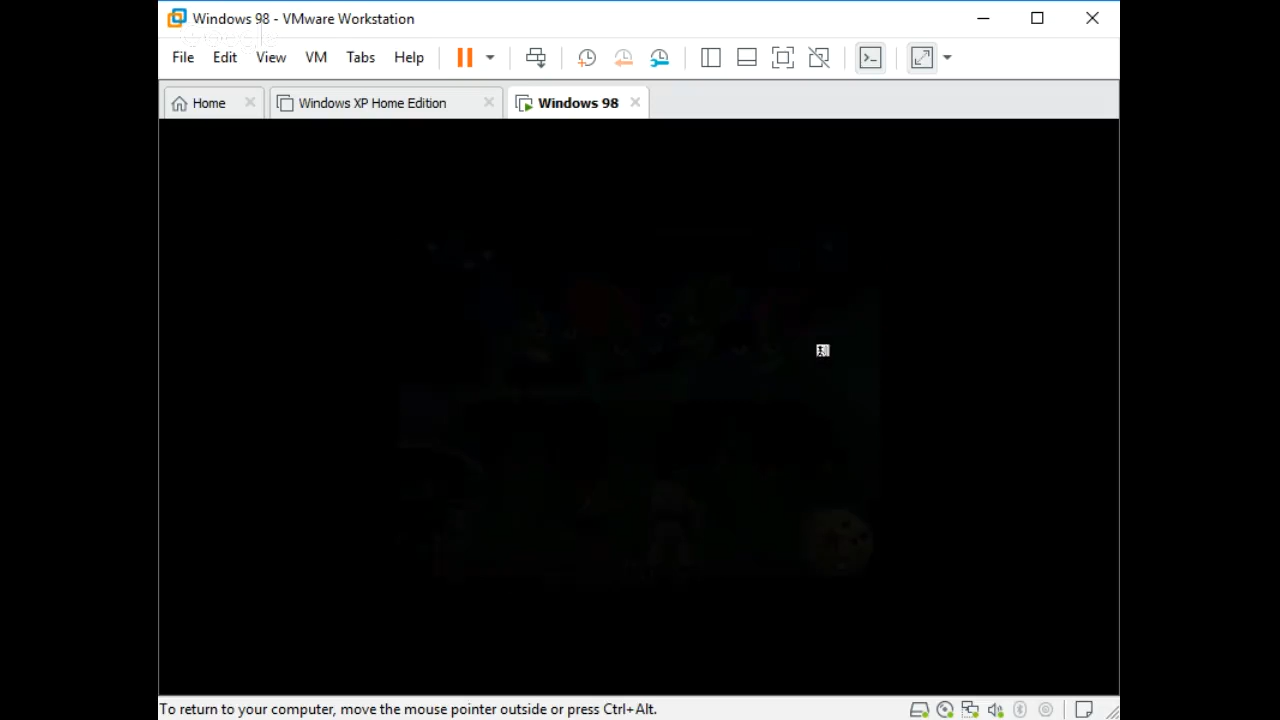 Windows 98 - VMware Workstation
Google
File Edit View VM Tabs Help
Home Windows XP Home Edition Windows 98
To return to your computer, move the mouse pointer outside or press Ctrl+Alt.